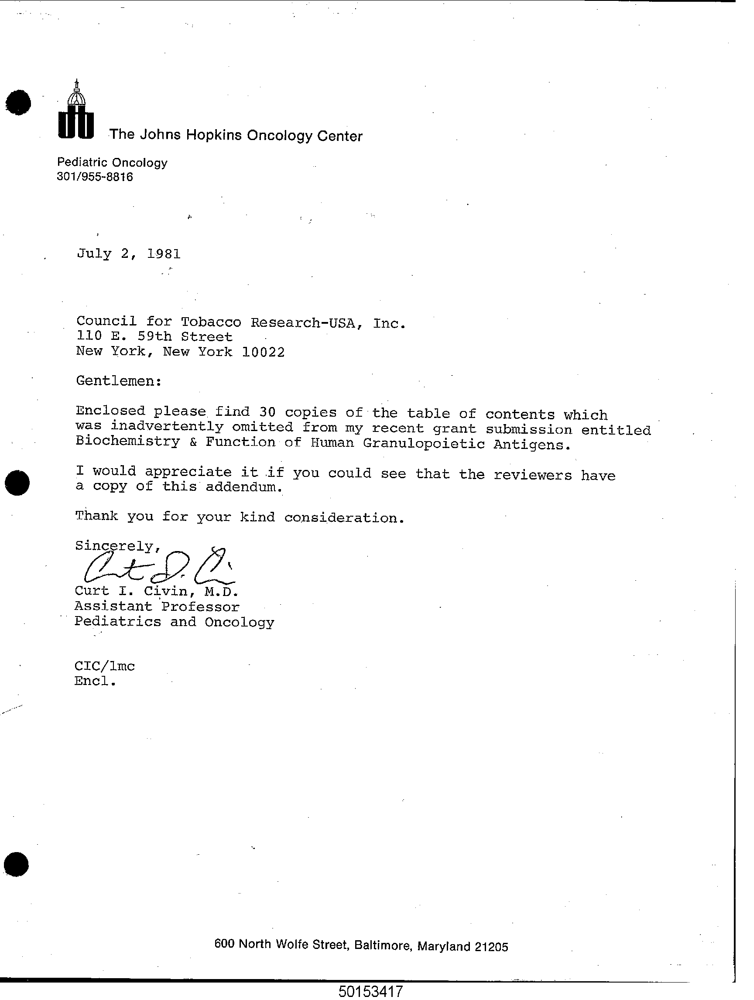 The Johns Hopkins Oncology Center
Pediatric Oncology
301/955-8816
July 2, 1981
Council for Tobacco Research-USA, Inc.
110 E. 59th Street
New York, New York 10022
Gentlemen:
Enclosed please find 30 copies of the table of contents which
was inadvertently omitted from my recent grant submission entitled
Biochemistry & Function of Human Granulopoietic Antigens.
I would appreciate it if you could see that the reviewers have
a copy of this addendum.
Thank you for your kind consideration.
Sincerely,
Curt I. Civin, M.D.
Assistant Professor
Pediatrics and Oncology
CIC/lmc
Encl.
600 North Wolfe Street, Baltimore, Maryland 21205
50153417